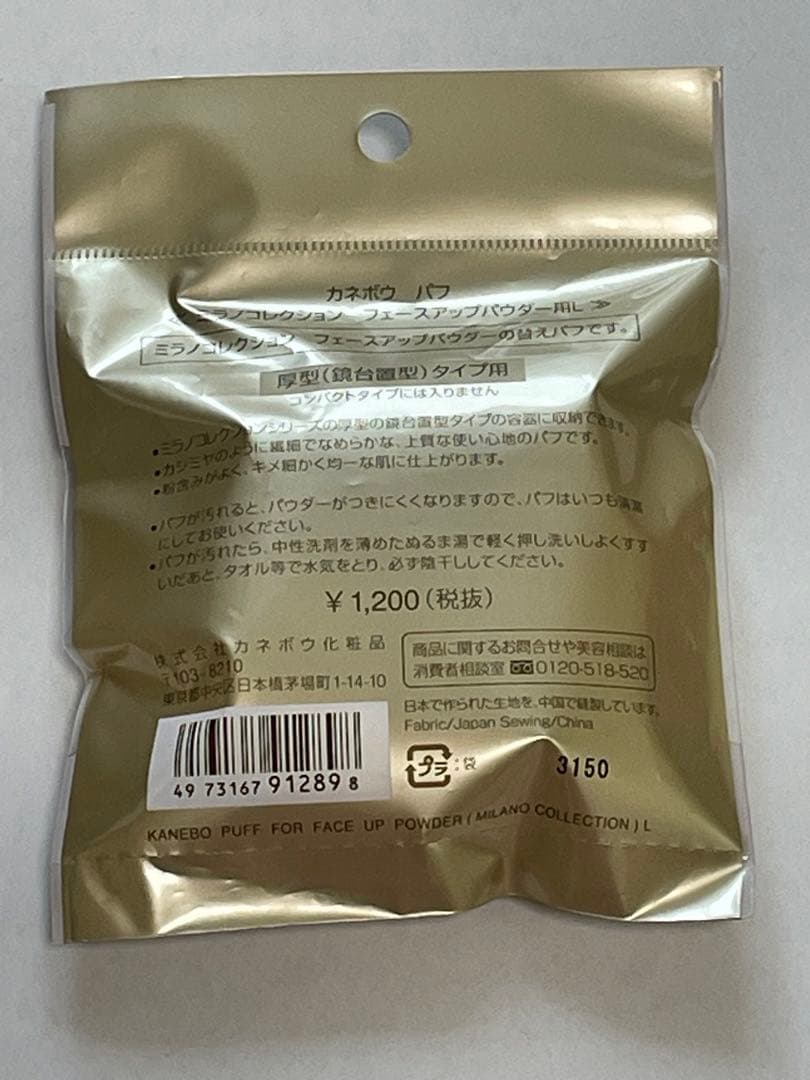 カネボウ パフ
≪ ミラノコレクション フェースアップパウダー用L ≫
ミラノコレクション フェースアップパウダーの替えパフです。
厚型(鏡台置型)タイプ用
コンパクトタイプには入りません
•ミラノコレクションシリーズの厚型の鏡台置型タイプの容器に収納できます。
•カシミヤのように繊細でなめらかな、上質な使い心地のパフです。
•粉含みがよく、キメ細かく均一な肌に仕上がります。
•パフが汚れると、パウダーがつきにくくなりますので、パフはいつも清潔
にしてお使いください。
•パフが汚れたら、中性洗剤を薄めたぬるま湯で軽く押し洗いしよくすす
いだあと、タオル等で水気をとり、必ず陰干ししてください。
¥1,200(税抜)
株式会社カネボウ化粧品
〒103-8210
東京都中央区日本橋茅場町1-14-10
商品に関するお問合せや美容相談は
消費者相談室 0120-518-520
日本で作られた生地を、中国で縫製しています。
Fabric/Japan Sewing/China
プラ :袋
3150
4973167912898
KANEBO PUFF FOR FACE UP POWDER (MILANO COLLECTION) L